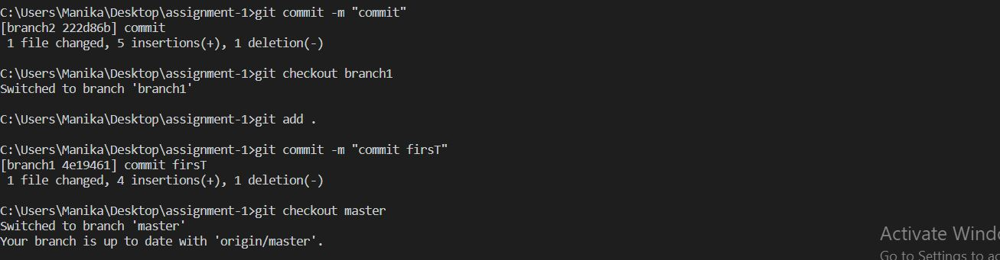 C:\Users\Manika\Desktop\assignment-1>git commit -m "commit"
[branch2 222d86b] commit
 1 file changed, 5 insertions(+), 1 deletion(-)
C:\Users\Manika\Desktop\assignment-1>git checkout branch1
Switched to branch 'branch1'
C:\Users\Manika\Desktop\assignment-1>git add .
C:\Users\Manika\Desktop\assignment-1>git commit -m "commit firsT"
[branch1 4e19461] commit firsT
 1 file changed, 4 insertions(+), 1 deletion(-)
C:\Users\Manika\Desktop\assignment-1>git checkout master
Switched to branch 'master'
Your branch is up to date with 'origin/master'.
Activate
Go to Settings to